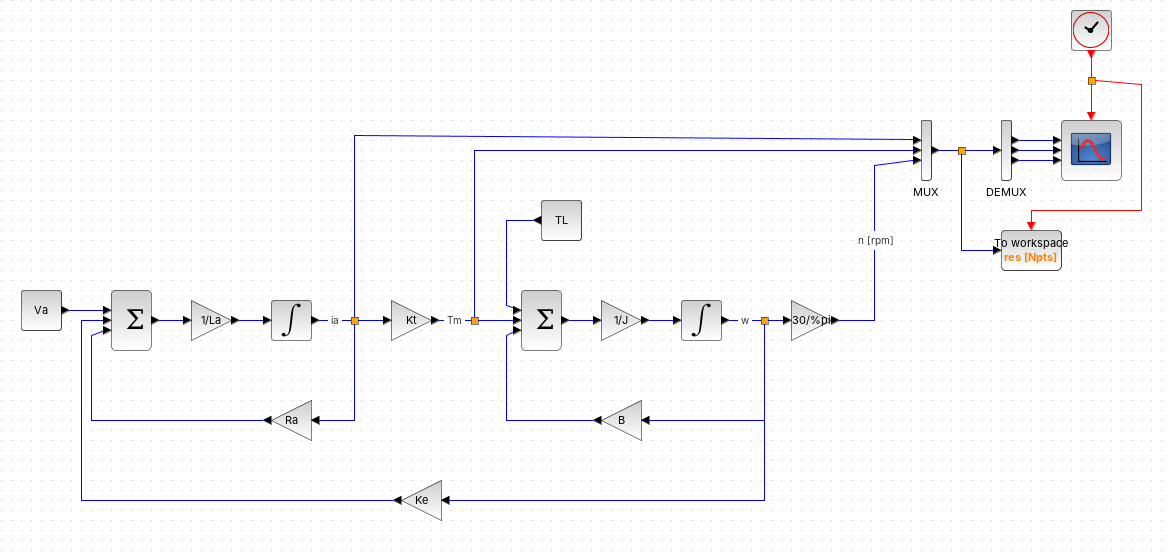 MUX
DEMUX
TL
n [rpm]
To workspace
res [Npts]
Va
Σ
1/La
∫
ia
Kt
Tm
Σ
1/J
∫
w
30/%pi
Ra
B
Ke